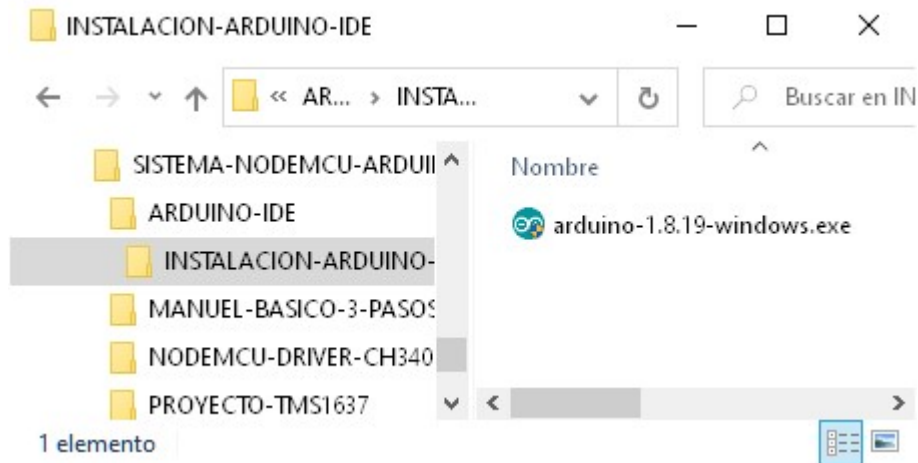 INSTALACION-ARDUINO-IDE
« AR... > INSTA...
Buscar en IN
SISTEMA-NODEMCU-ARDUI
ARDUINO-IDE
INSTALACION-ARDUINO-
MANUEL-BASICO-3-PASOS
NODEMCU-DRIVER-CH340
PROYECTO-TMS1637
Nombre
arduino-1.8.19-windows.exe
1 elemento